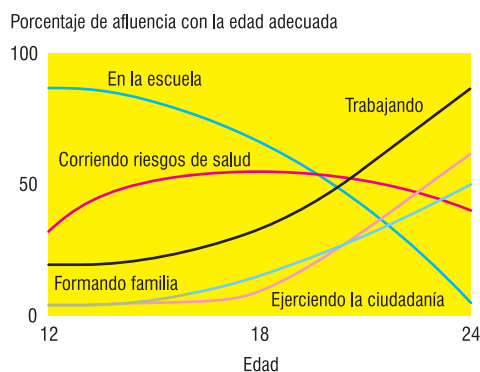 Porcentaje de afluencia con la edad adecuada
100
En la escuela
Trabajando
Corriendo riesgos de salud
50
Formando familia
Ejerciendo la ciudadanía
0
12
18
24
Edad